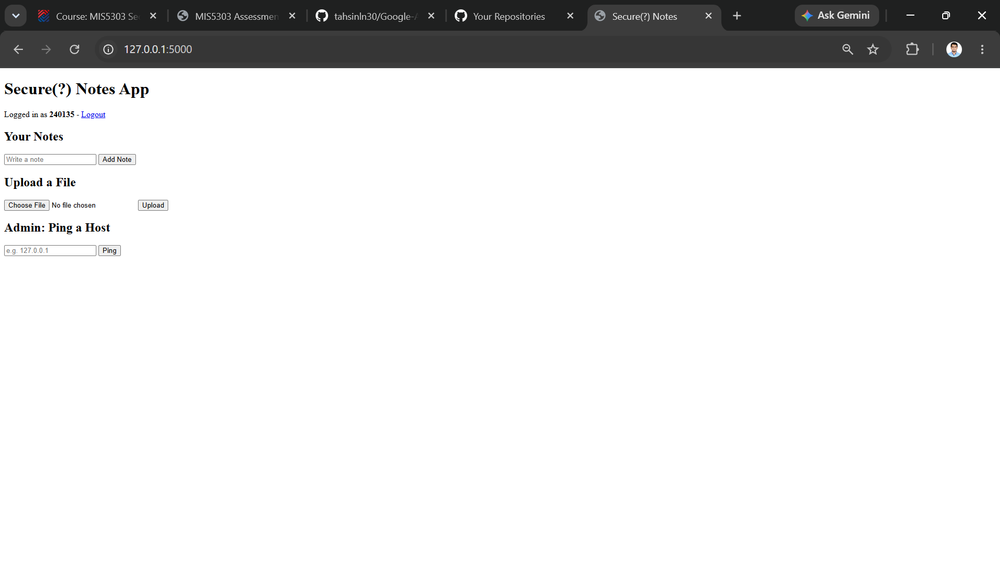 Course: MIS5303 Se
MIS5303 Assessmen
tahsinln30/Google-A
Your Repositories
Secure(?) Notes
Ask Gemini
127.0.0.1:5000
Secure(?) Notes App
Logged in as 240135 - Logout
Your Notes
Write a note Add Note
Upload a File
Choose File No file chosen Upload
Admin: Ping a Host
e.g. 127.0.0.1 Ping